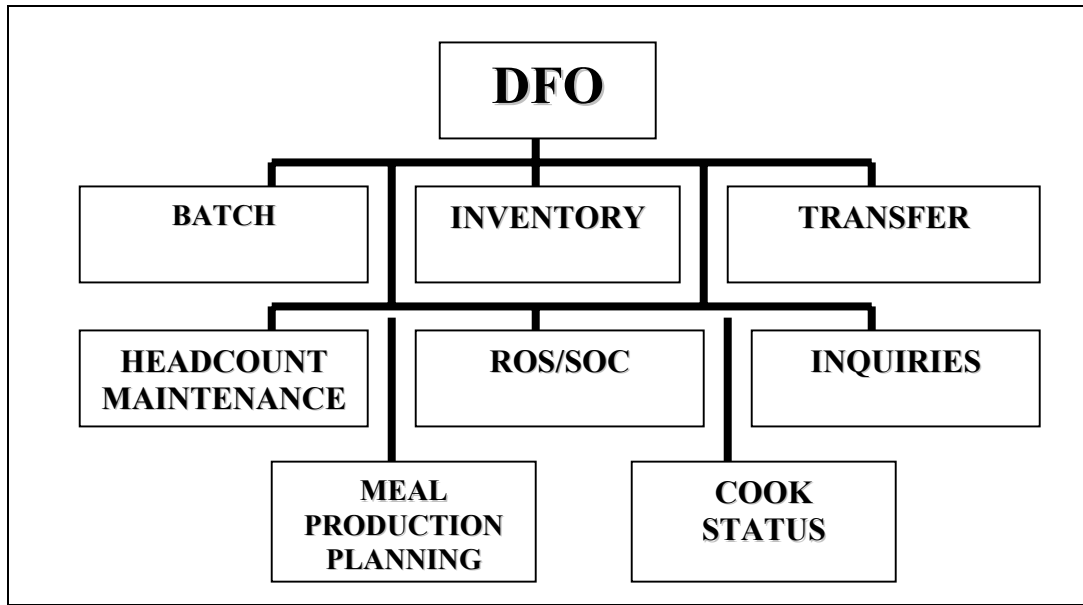 DFO
BATCH
INVENTORY
TRANSFER
HEADCOUNT
MAINTENANCE
ROS/SOC
INQUIRIES
MEAL
PRODUCTION
PLANNING
COOK
STATUS